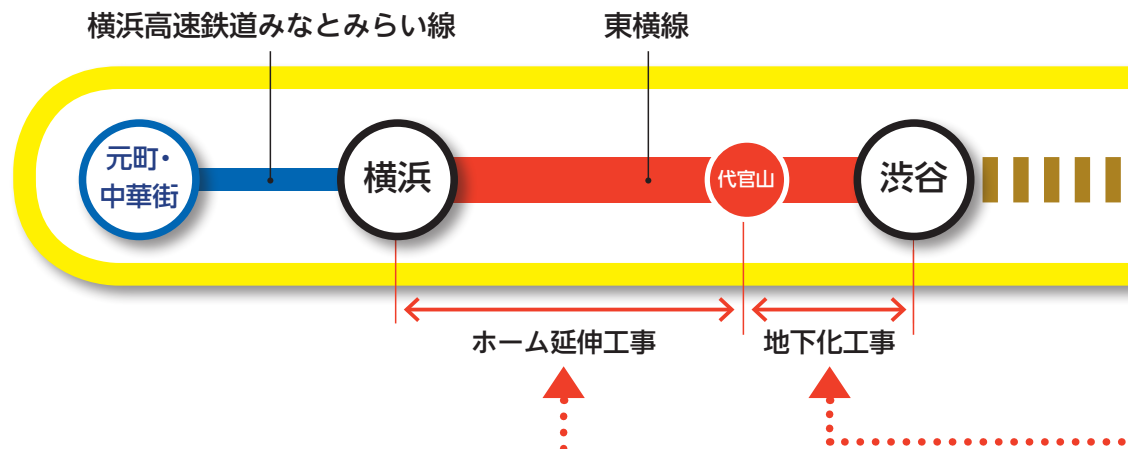 横浜高速鉄道みなとみらい線
東横線
元町・
中華街
横浜
代官山
渋谷
ホーム延伸工事
地下化工事